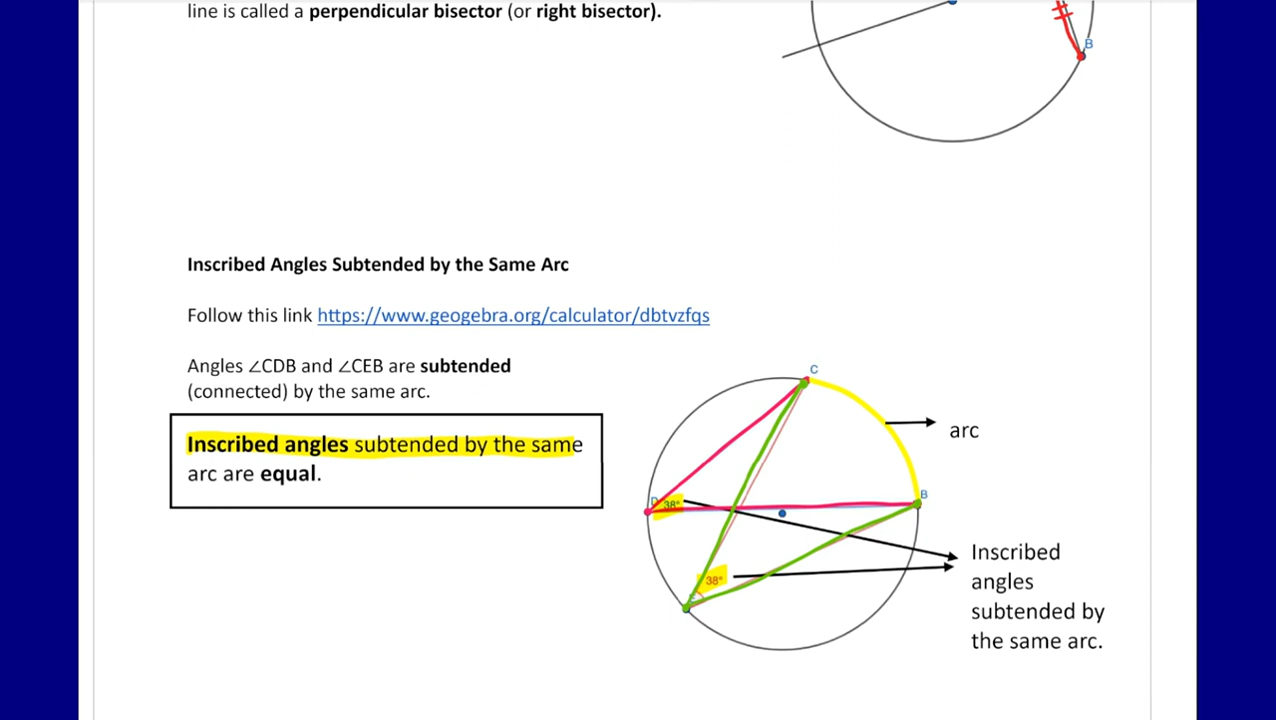 line is called a perpendicular bisector (or right bisector).
B
Inscribed Angles Subtended by the Same Arc
Follow this link https://www.geogebra.org/calculator/dbtvzfqs
Angles ∠CDB and ∠CEB are subtended
(connected) by the same arc.
Inscribed angles subtended by the same
arc are equal.
C
arc
D
38°
B
38°
Inscribed
angles
subtended by
the same arc.